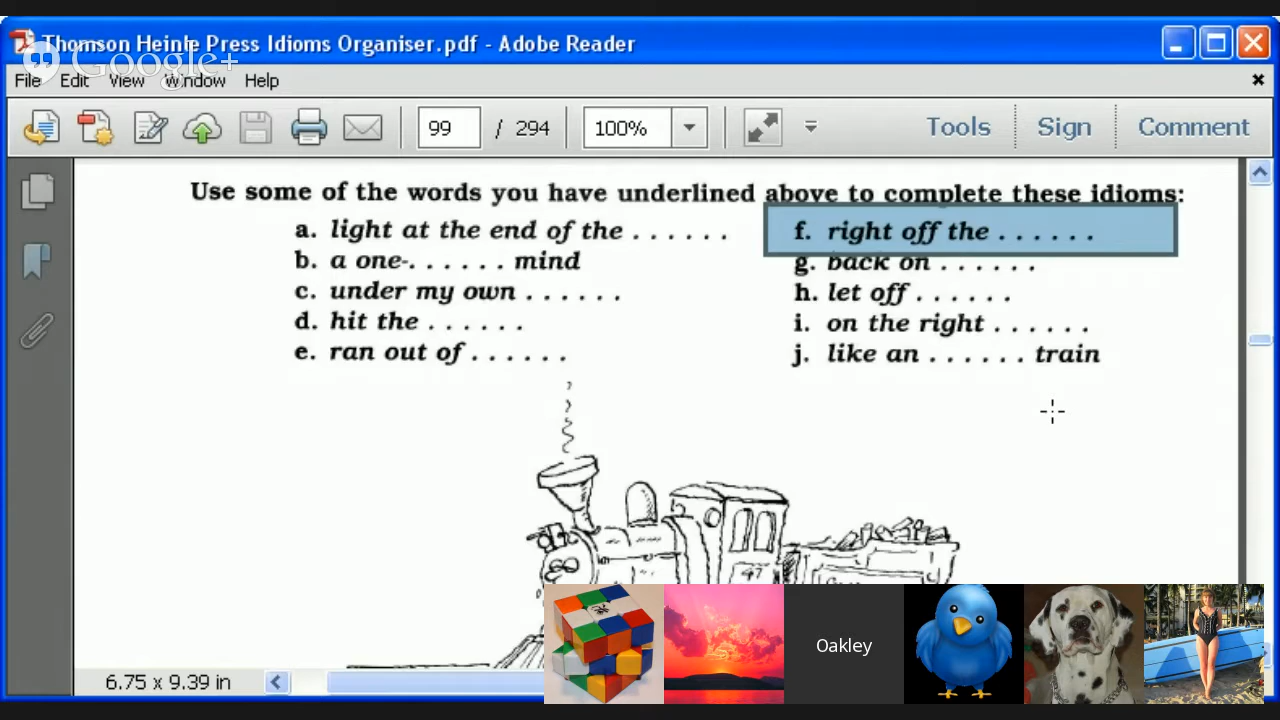 Thomson Heinle Press Idioms Organiser.pdf - Adobe Reader
Google+
File Edit View Window Help
99 / 294 100% Tools Sign Comment
Use some of the words you have underlined above to complete these idioms:
a. light at the end of the . . . . . .
b. a one-. . . . . . mind
c. under my own . . . . . .
d. hit the . . . . . .
e. ran out of . . . . . .
f. right off the . . . . . .
g. back on . . . . . .
h. let off . . . . . .
i. on the right . . . . . .
j. like an . . . . . . train
47
Oakley
6.75 x 9.39 in